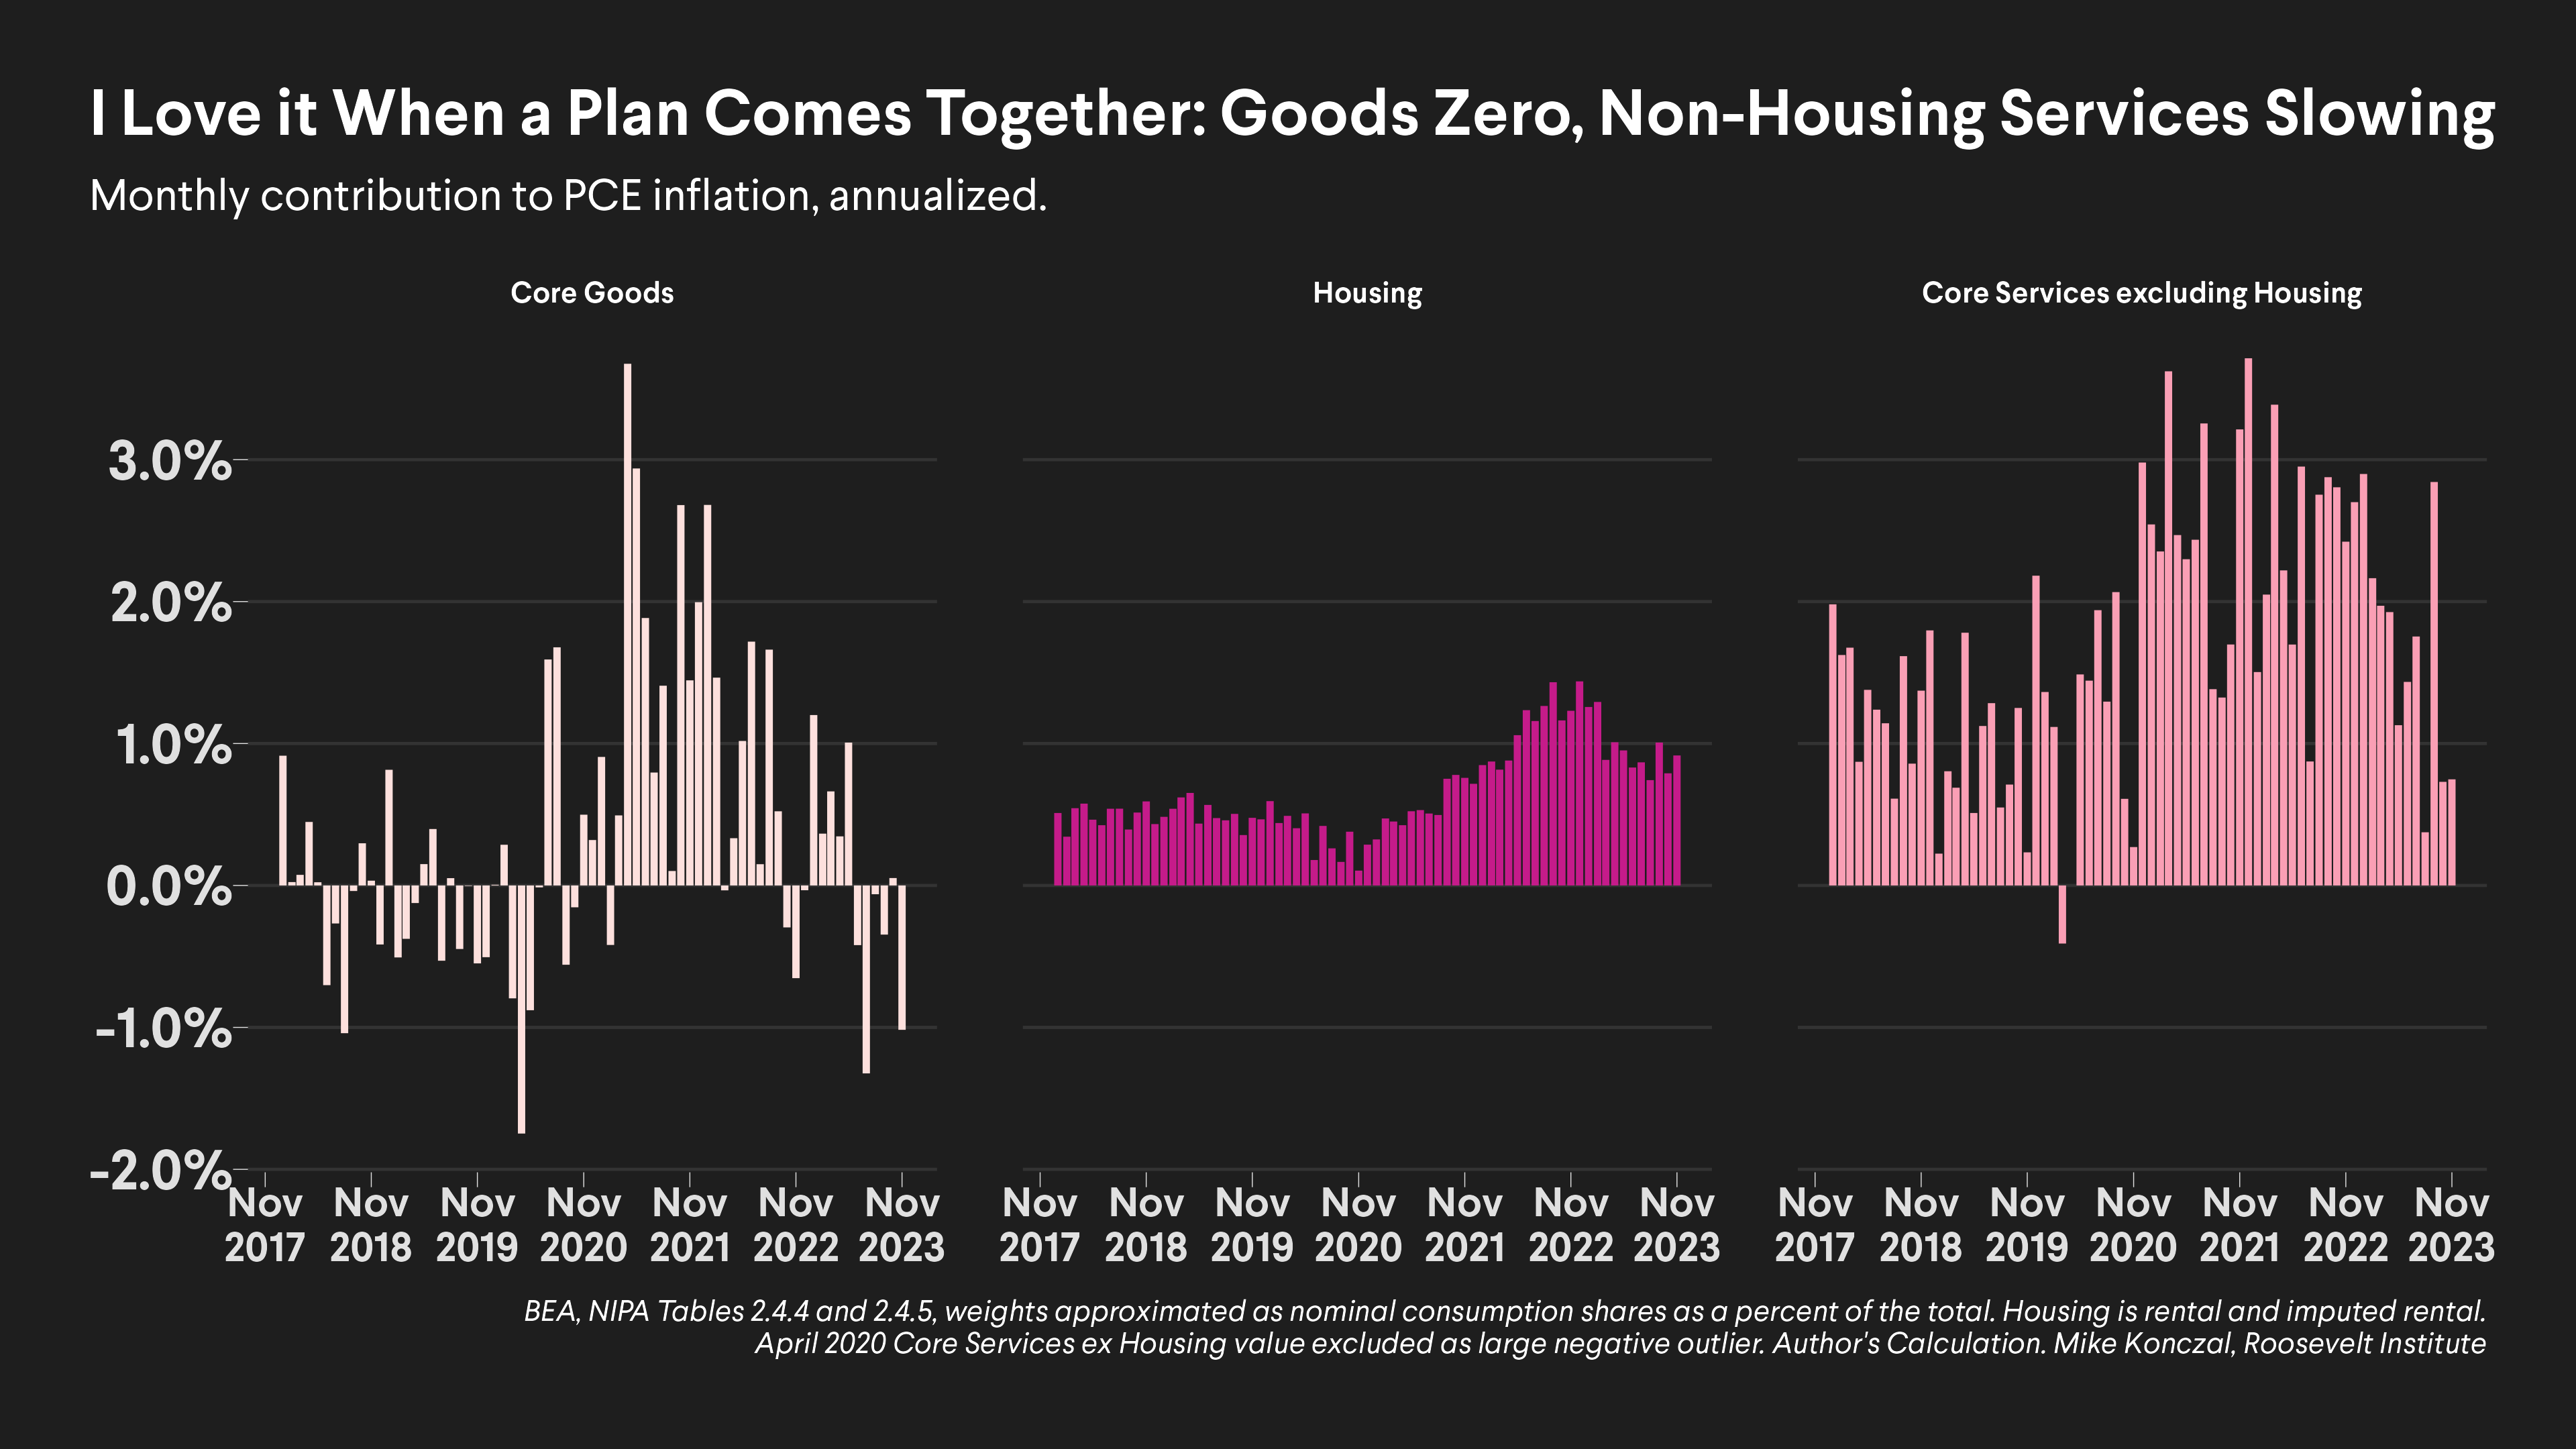 I Love it When a Plan Comes Together: Goods Zero, Non-Housing Services Slowing
Monthly contribution to PCE inflation, annualized.
Core Goods
Housing
Core Services excluding Housing
3.0%
2.0%
1.0%
0.0%
-1.0%
-2.0%
Nov Nov Nov Nov Nov Nov Nov
2017 2018 2019 2020 2021 2022 2023
Nov Nov Nov Nov Nov Nov Nov
2017 2018 2019 2020 2021 2022 2023
Nov Nov Nov Nov Nov Nov Nov
2017 2018 2019 2020 2021 2022 2023
BEA, NIPA Tables 2.4.4 and 2.4.5, weights approximated as nominal consumption shares as a percent of the total. Housing is rental and imputed rental.
April 2020 Core Services ex Housing value excluded as large negative outlier. Author's Calculation. Mike Konczal, Roosevelt Institute